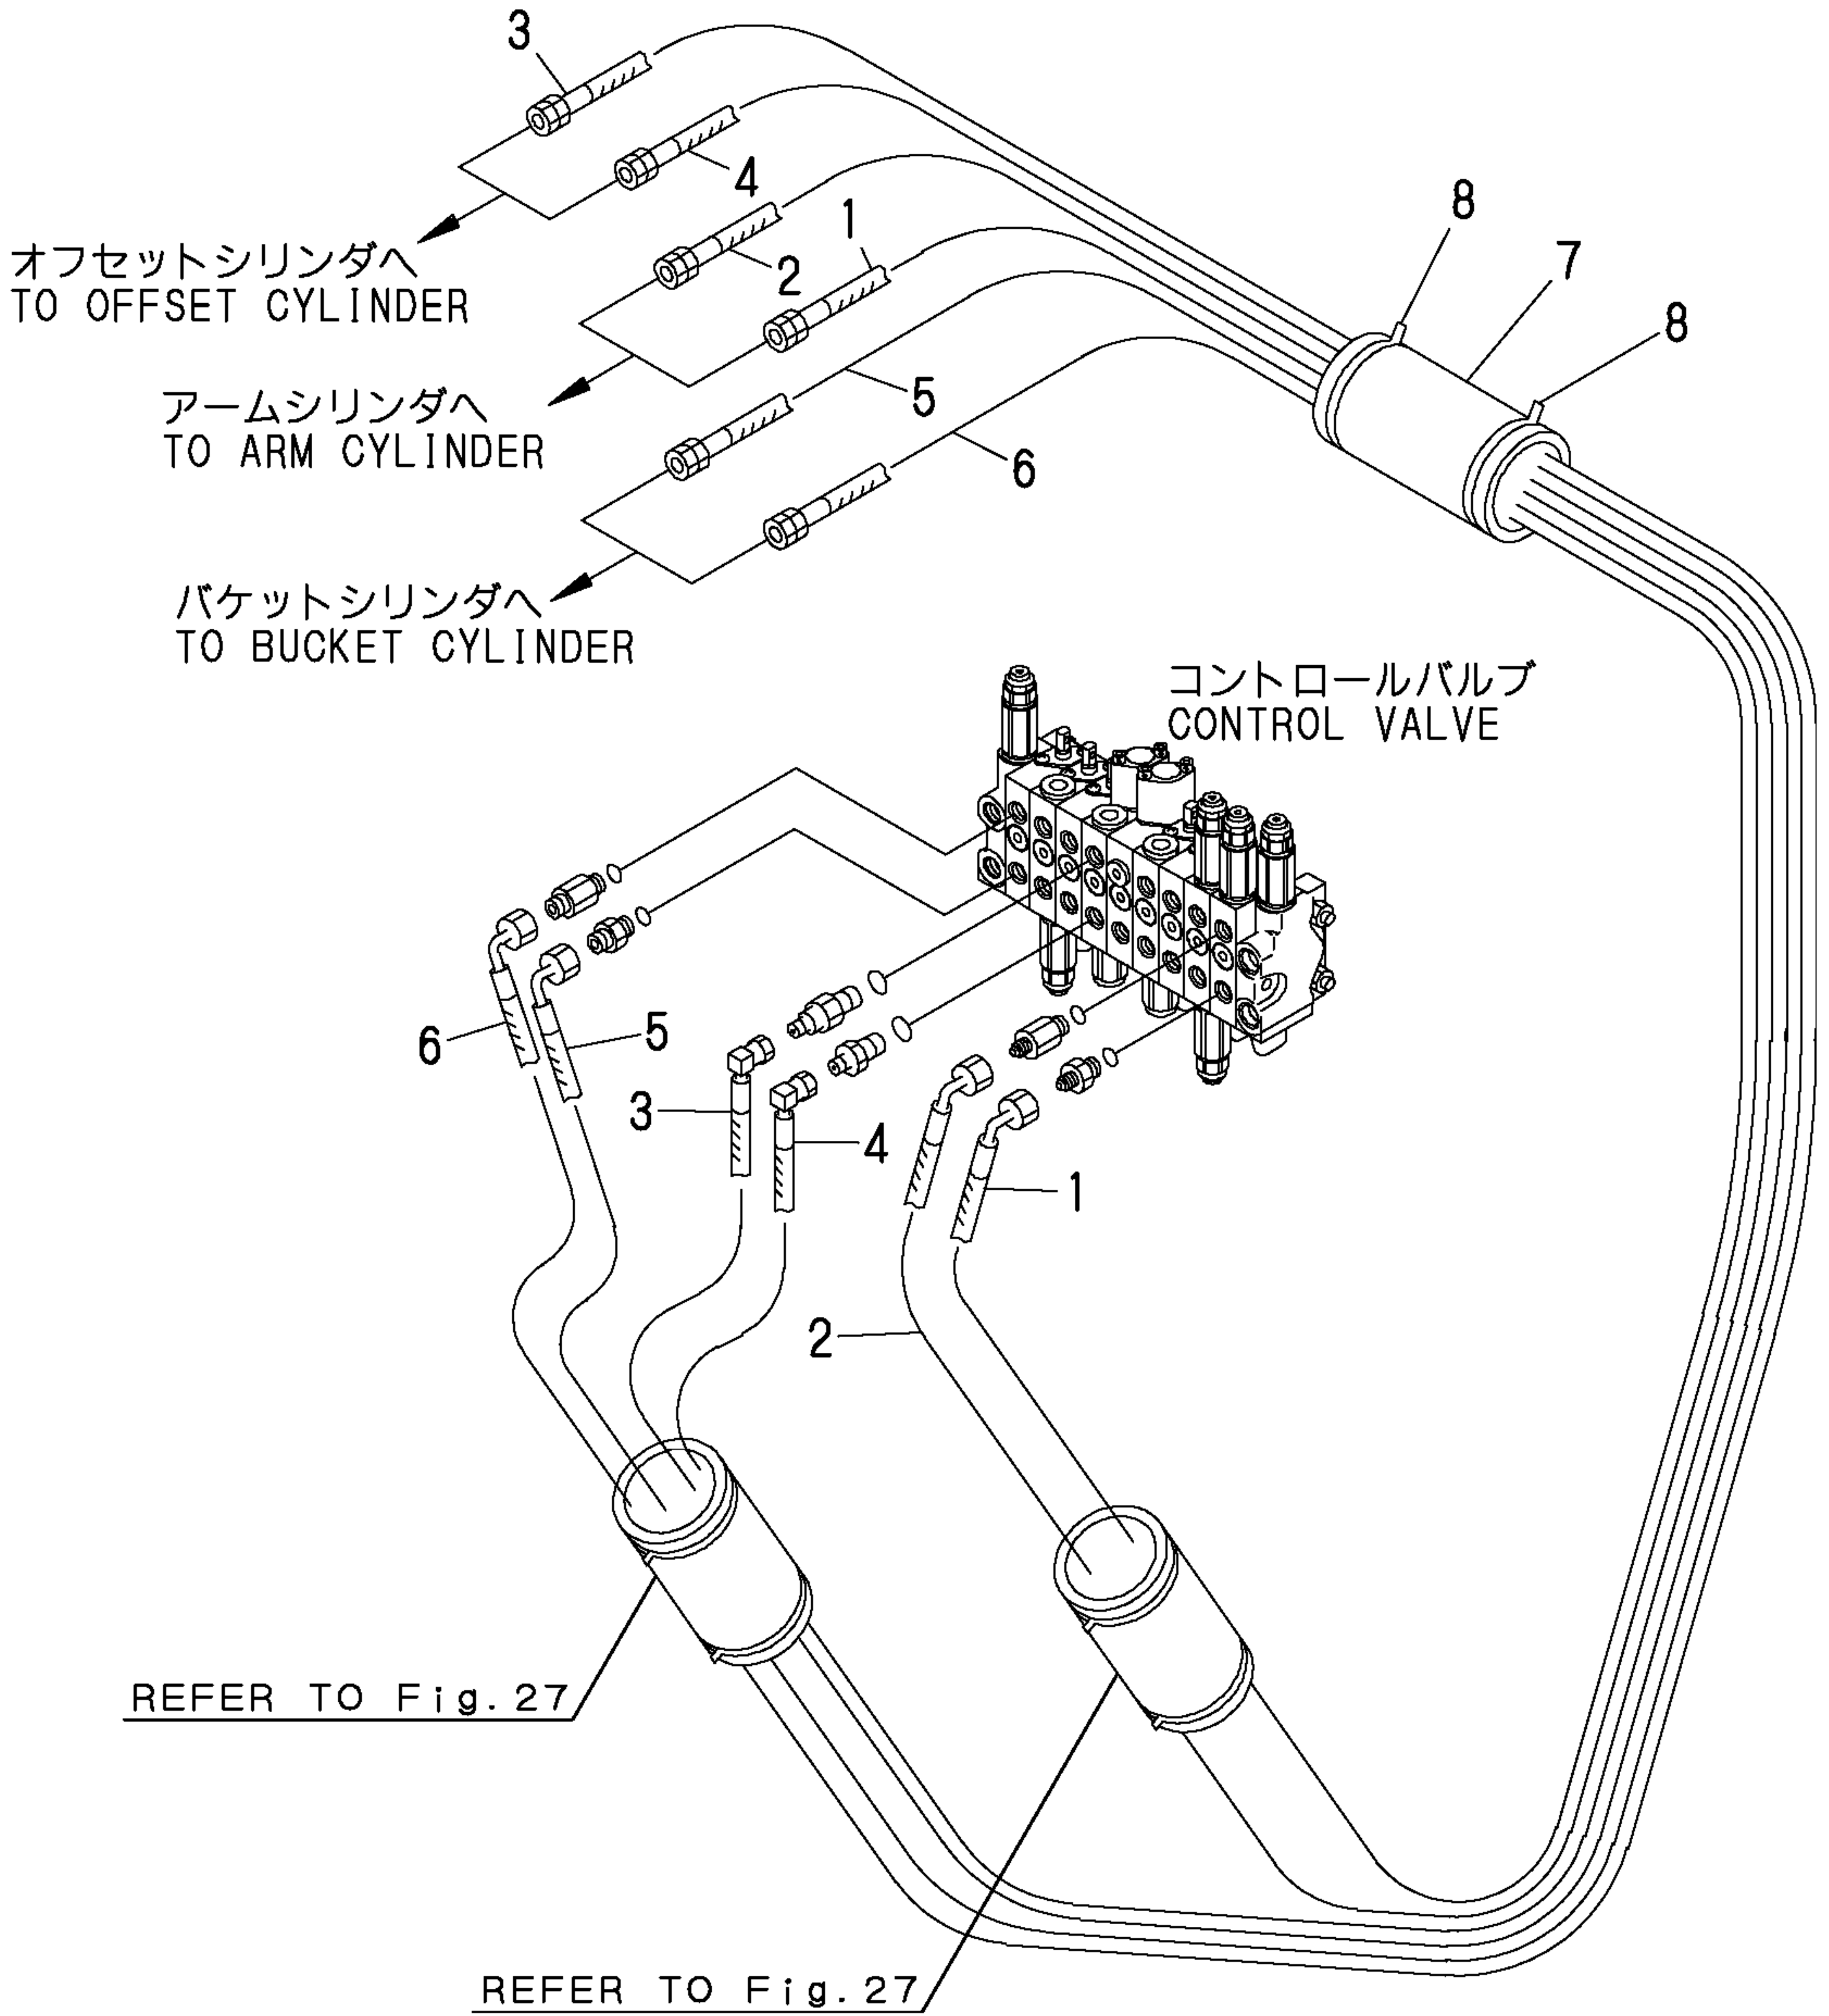 3
4
8
1
7
2
オフセットシリンダへ
TO OFFSET CYLINDER
8
5
アームシリンダへ
TO ARM CYLINDER
6
バケットシリンダへ
TO BUCKET CYLINDER
コントロールバルブ
CONTROL VALVE
6
5
3
4
1
2
REFER TO Fig.27
REFER TO Fig.27